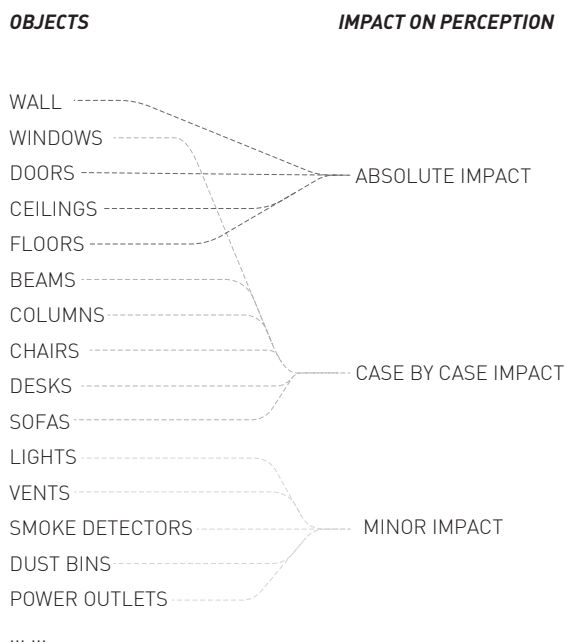 OBJECTS IMPACT ON PERCEPTION
WALL
WINDOWS
DOORS ABSOLUTE IMPACT
CEILINGS
FLOORS
BEAMS
COLUMNS
CHAIRS
CASE BY CASE IMPACT
DESKS
SOFAS
LIGHTS
VENTS
SMOKE DETECTORS MINOR IMPACT
DUST BINS
POWER OUTLETS
... ...